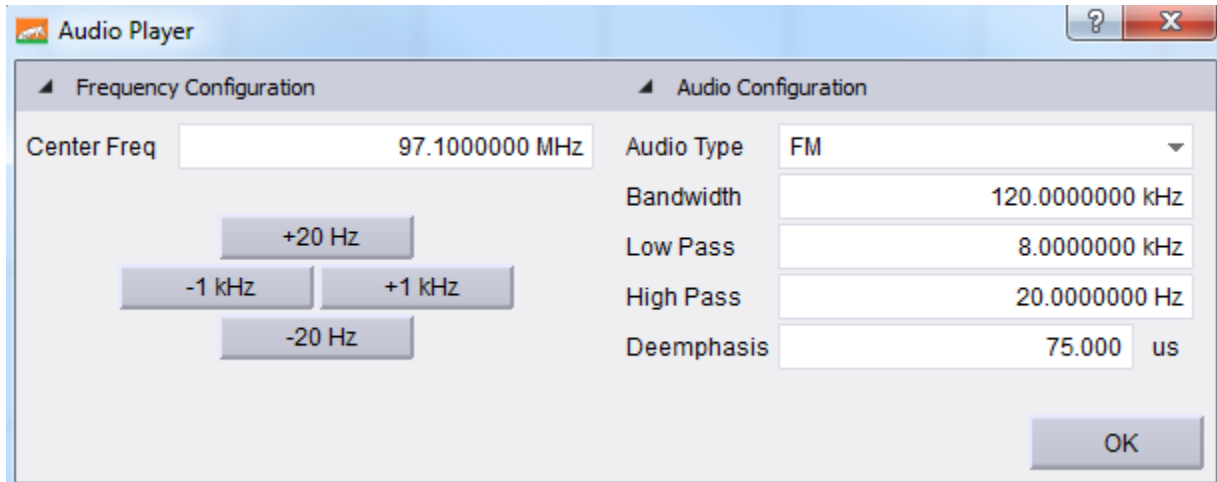 Audio Player
? X
Frequency Configuration
Center Freq 97.1000000 MHz
+20 Hz
-1 kHz +1 kHz
-20 Hz
Audio Configuration
Audio Type FM
Bandwidth 120.0000000 kHz
Low Pass 8.0000000 kHz
High Pass 20.0000000 Hz
Deemphasis 75.000 us
OK